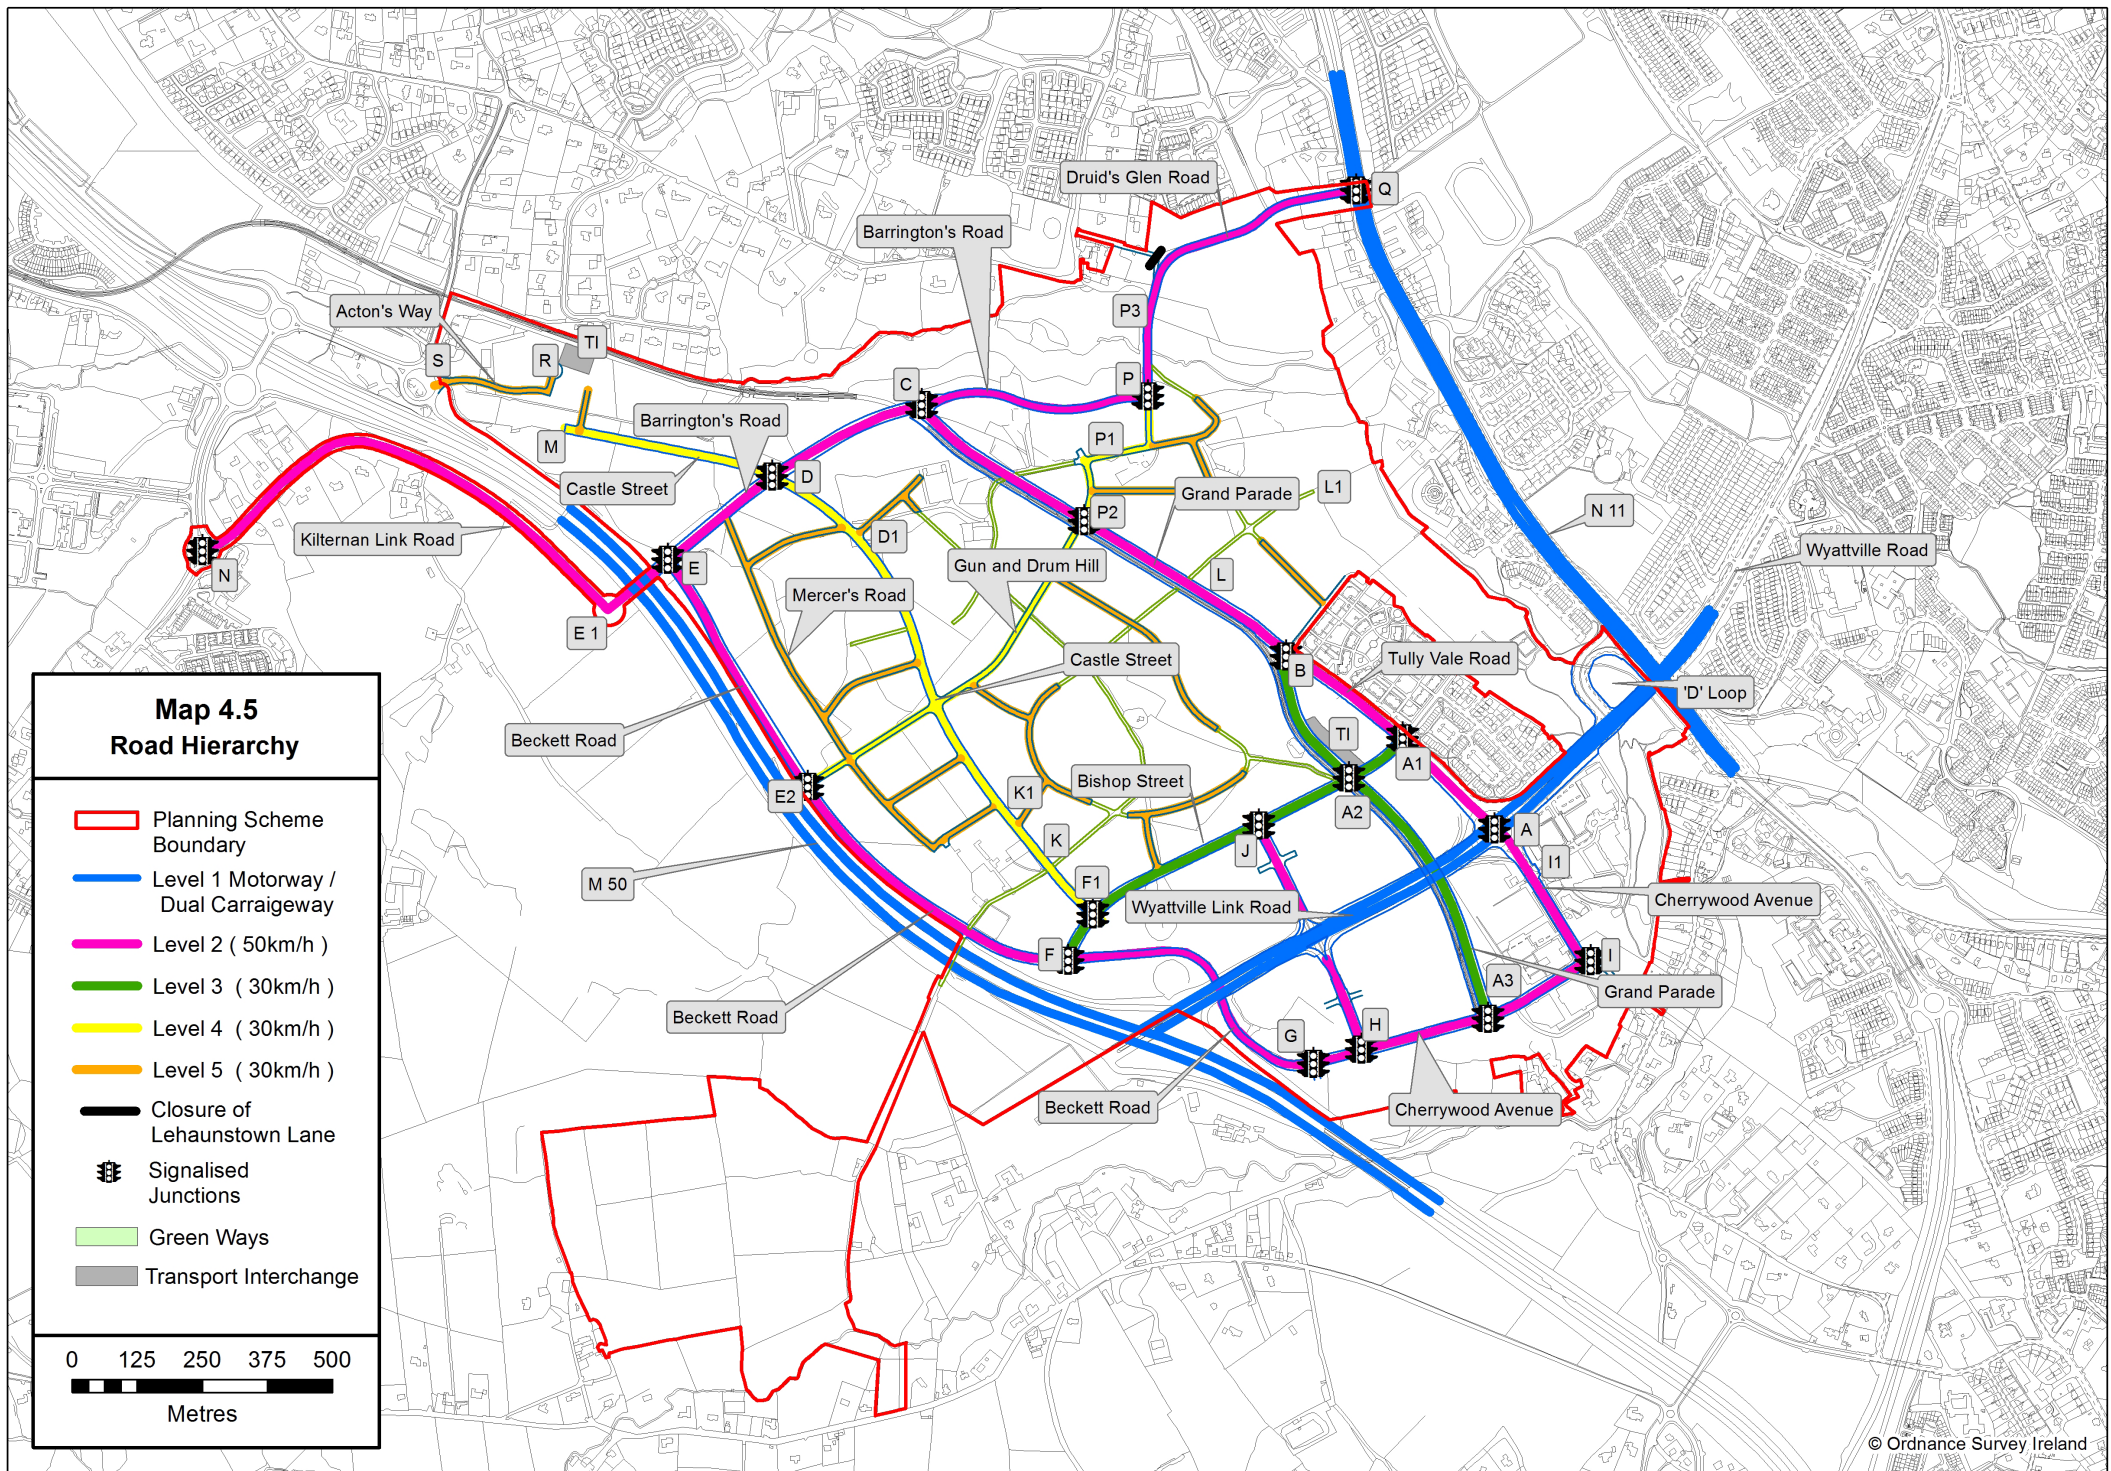 Q
Druid's Glen Road
Barrington's Road
P3
Acton's Way
TI
S
R
C
P
Barrington's Road
M
P1
Castle Street
D
L1
Grand Parade
P2
N 11
Kilternan Link Road
D1
Wyattville Road
N
E
Gun and Drum Hill
L
Mercer's Road
E 1
Castle Street
Tully Vale Road
B
'D' Loop
Beckett Road
TI
A1
Bishop Street
E2
K1
A2
A
K
J
I1
M 50
F1
Cherrywood Avenue
Wyattville Link Road
F
I
A3
Grand Parade
Beckett Road
H
G
Beckett Road
Cherrywood Avenue
Map 4.5
Road Hierarchy
Planning Scheme
Boundary
Level 1 Motorway /
Dual Carraigeway
Level 2 ( 50km/h )
Level 3 ( 30km/h )
Level 4 ( 30km/h )
Level 5 ( 30km/h )
Closure of
Lehaunstown Lane
Signalised
Junctions
Green Ways
Transport Interchange
0 125 250 375 500
Metres
© Ordnance Survey Ireland